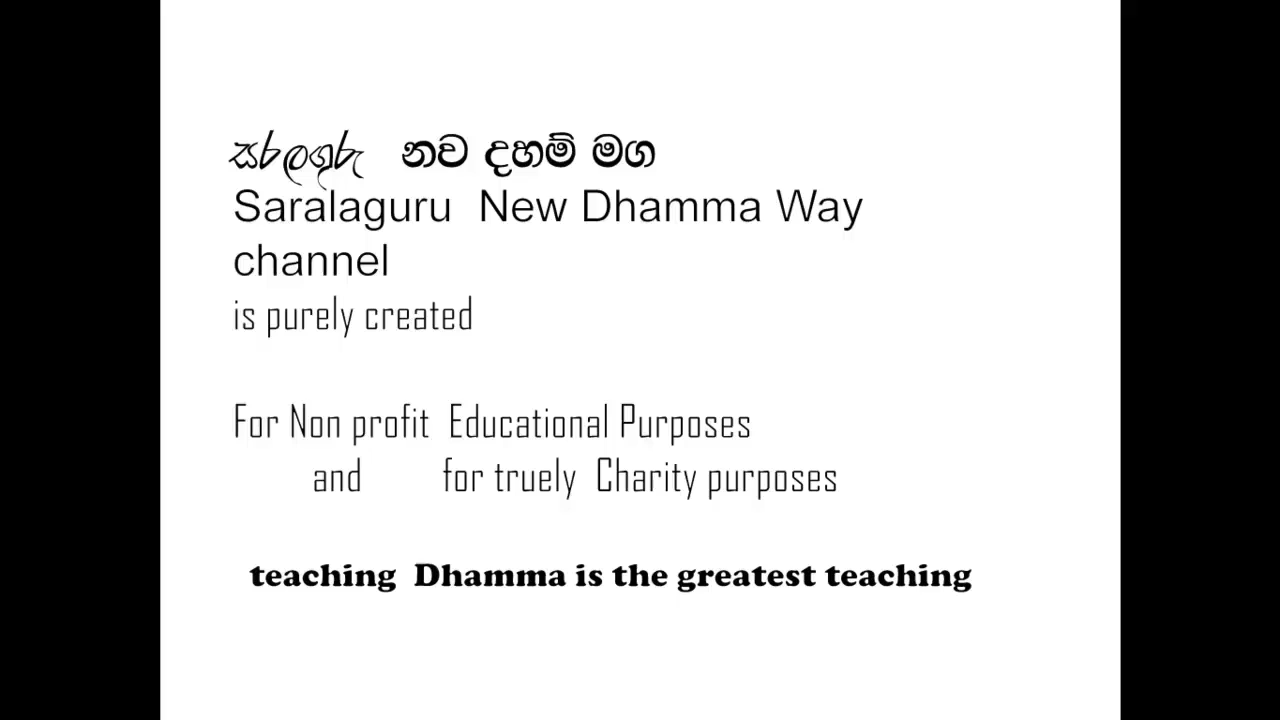 සරලගුරු නව දහම් මග
Saralaguru New Dhamma Way
channel
is purely created
For Non profit Educational Purposes
and for truely Charity purposes
teaching Dhamma is the greatest teaching